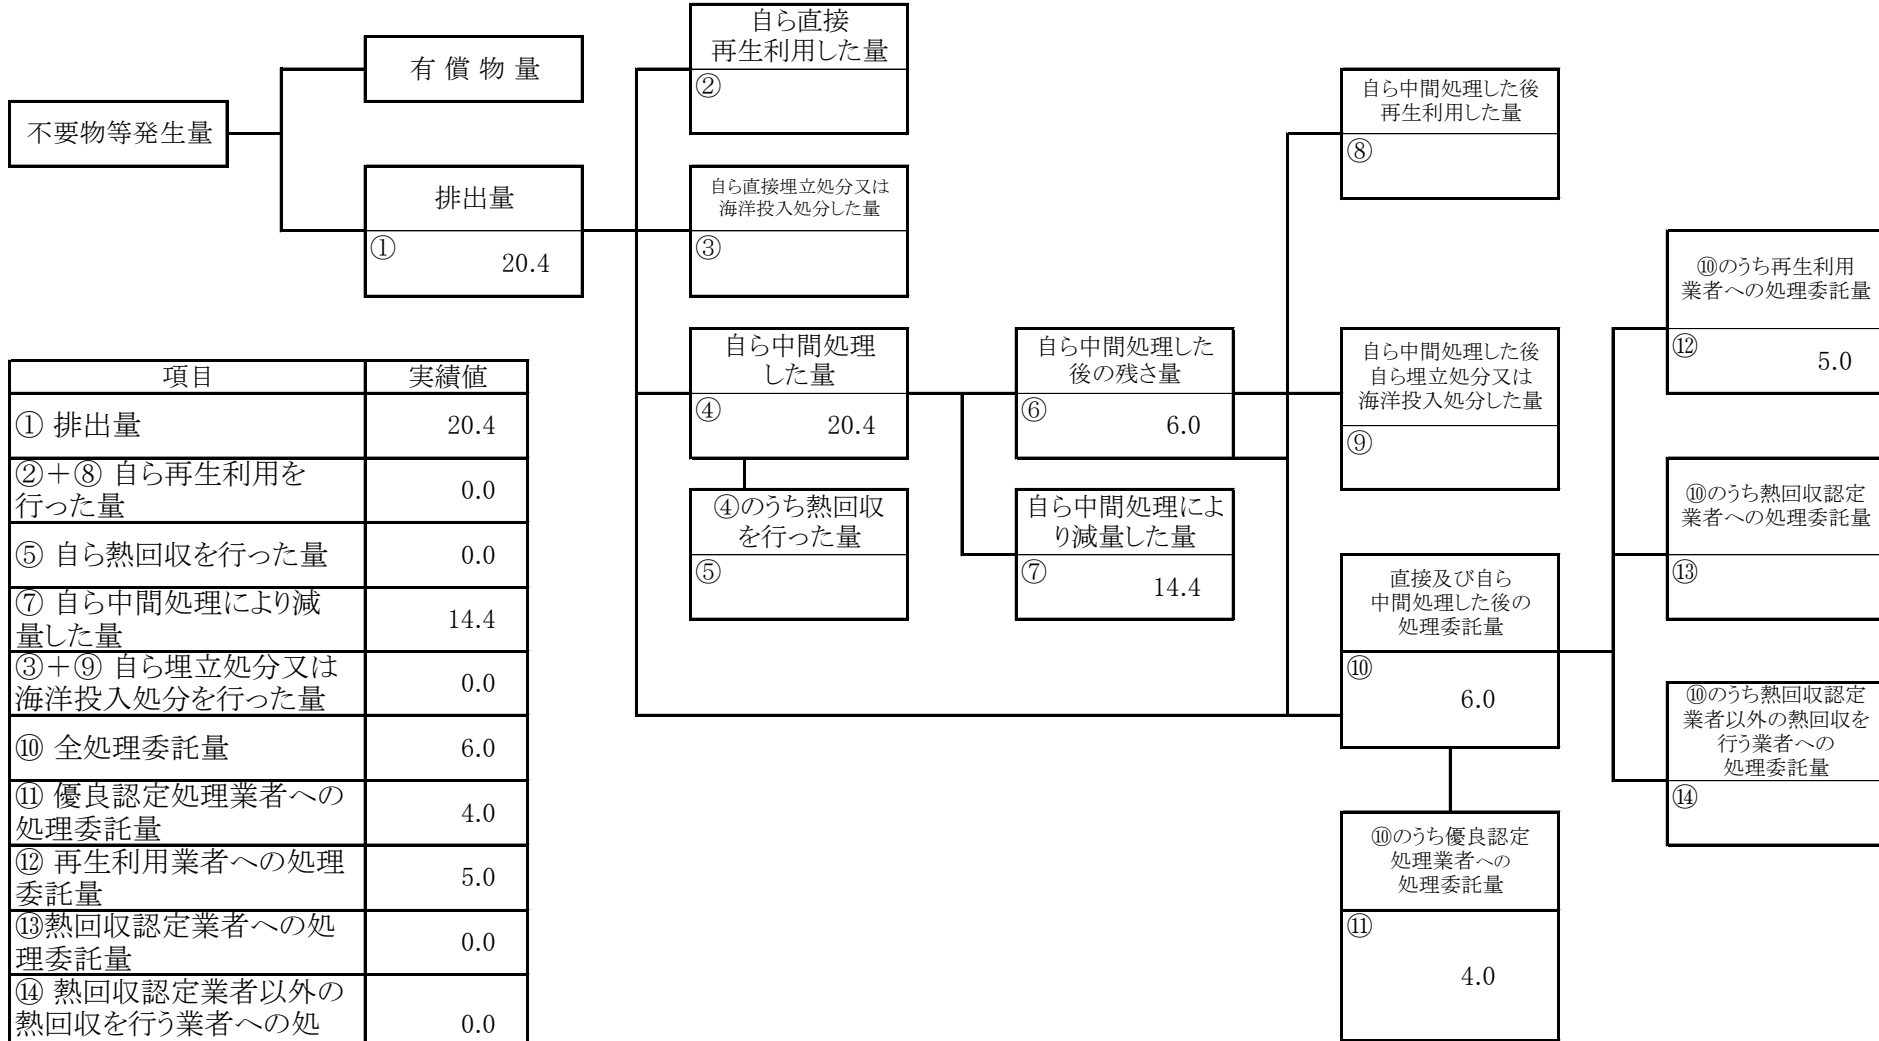 不要物等発生量
有 償 物 量
排出量
①
20.4
自ら直接
再生利用した量
②
自ら直接埋立処分又は
海洋投入処分した量
③
自ら中間処理
した量
④
20.4
④のうち熱回収
を行った量
⑤
自ら中間処理した
後の残さ量
⑥
6.0
自ら中間処理によ
り減量した量
⑦
14.4
自ら中間処理した後
再生利用した量
⑧
自ら中間処理した後
自ら埋立処分又は
海洋投入処分した量
⑨
直接及び自ら
中間処理した後の
処理委託量
⑩
6.0
⑩のうち優良認定
処理業者への
処理委託量
⑪
4.0
⑩のうち再生利用
業者への処理委託量
⑫
5.0
⑩のうち熱回収認定
業者への処理委託量
⑬
⑩のうち熱回収認定
業者以外の熱回収を
行う業者への
処理委託量
⑭
項目 実績値
① 排出量 20.4
②＋⑧ 自ら再生利用を
行った量 0.0
⑤ 自ら熱回収を行った量 0.0
⑦ 自ら中間処理により減
量した量 14.4
③＋⑨ 自ら埋立処分又は
海洋投入処分を行った量 0.0
⑩ 全処理委託量 6.0
⑪ 優良認定処理業者への
処理委託量 4.0
⑫ 再生利用業者への処理
委託量 5.0
⑬熱回収認定業者への処
理委託量 0.0
⑭ 熱回収認定業者以外の
熱回収を行う業者への処 0.0